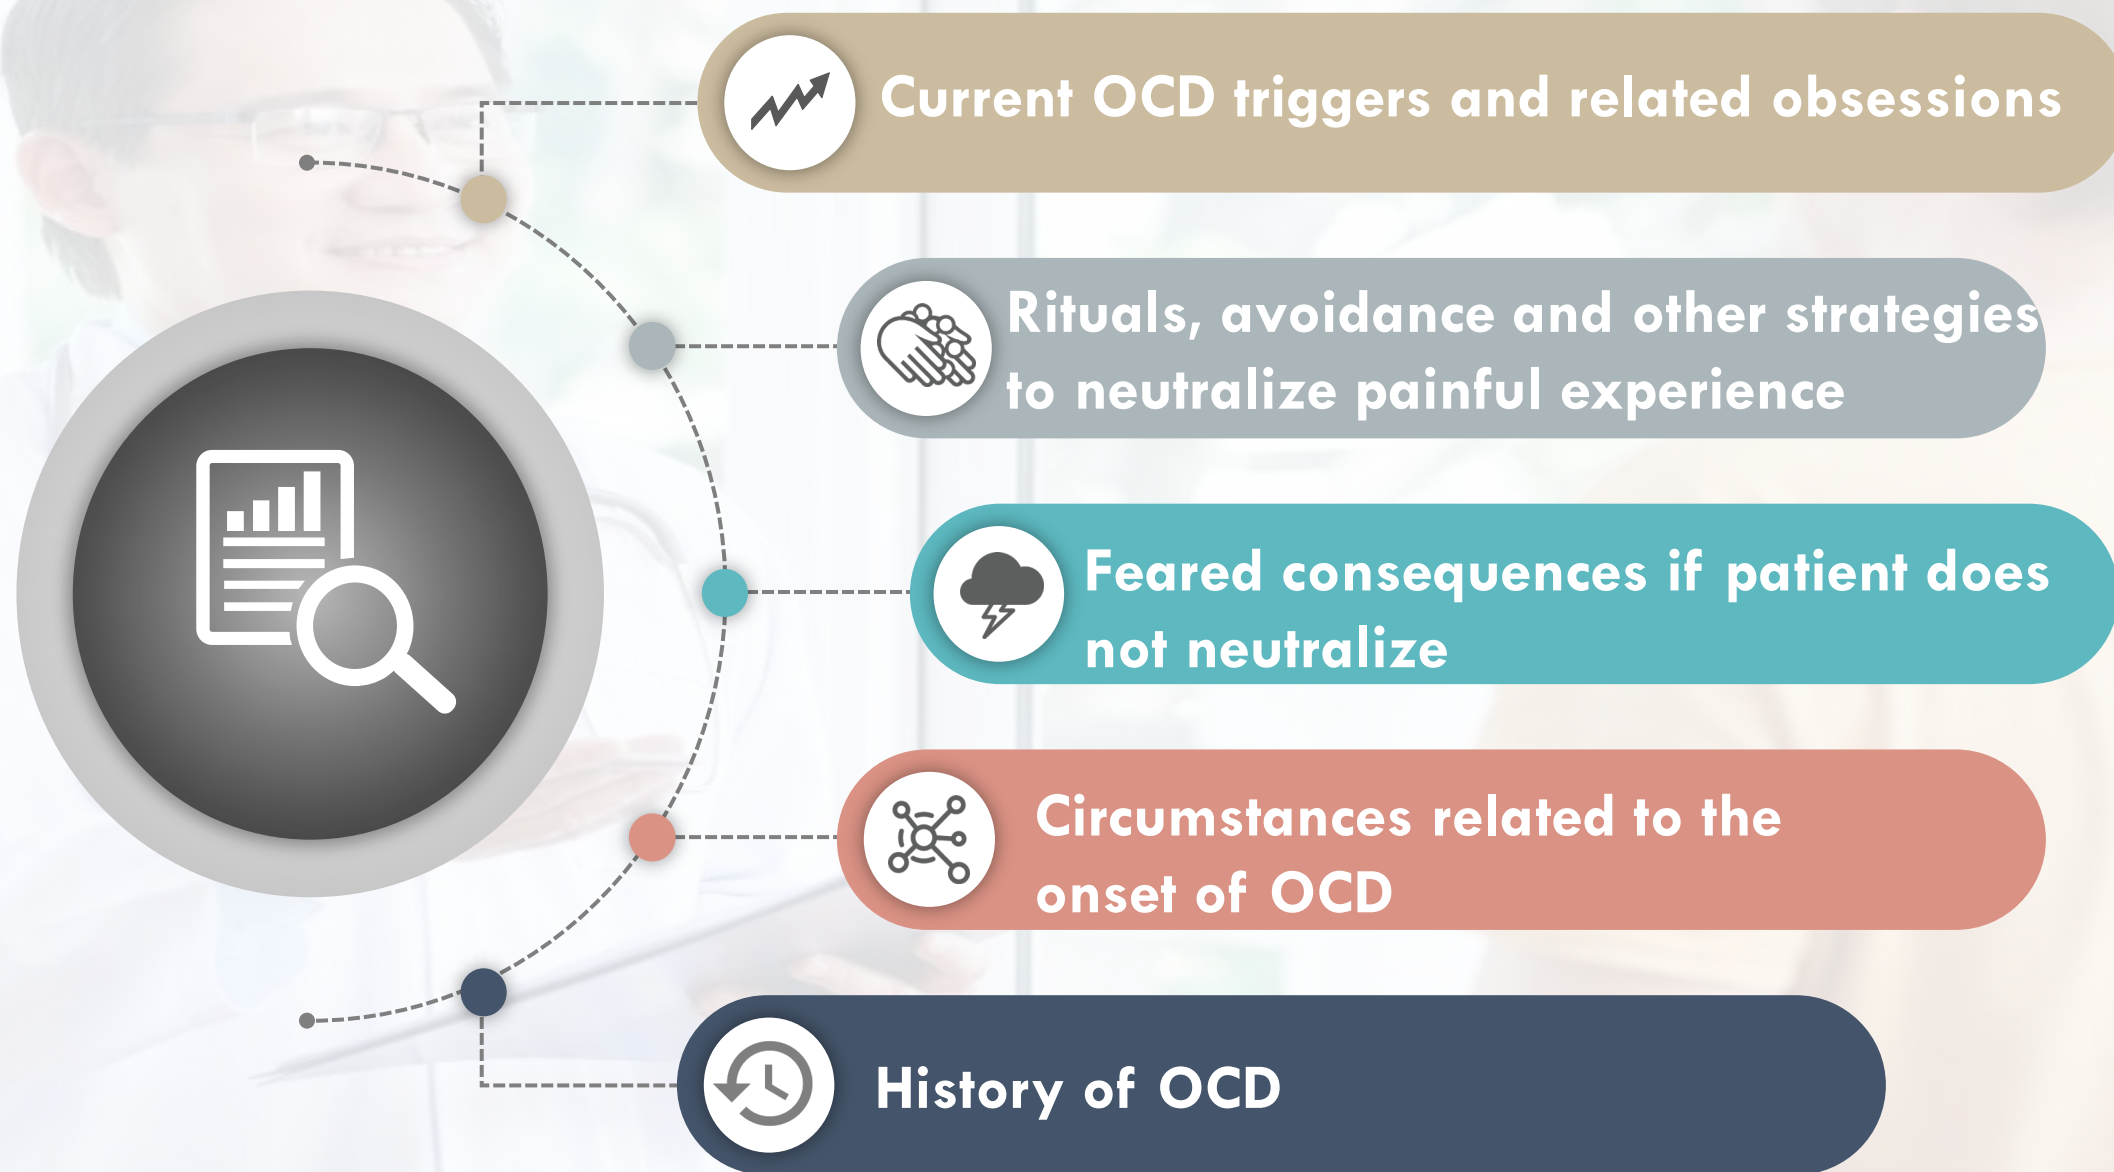 Current OCD triggers and related obsessions
Rituals, avoidance and other strategies
to neutralize painful experience
Feared consequences if patient does
not neutralize
Circumstances related to the
onset of OCD
History of OCD